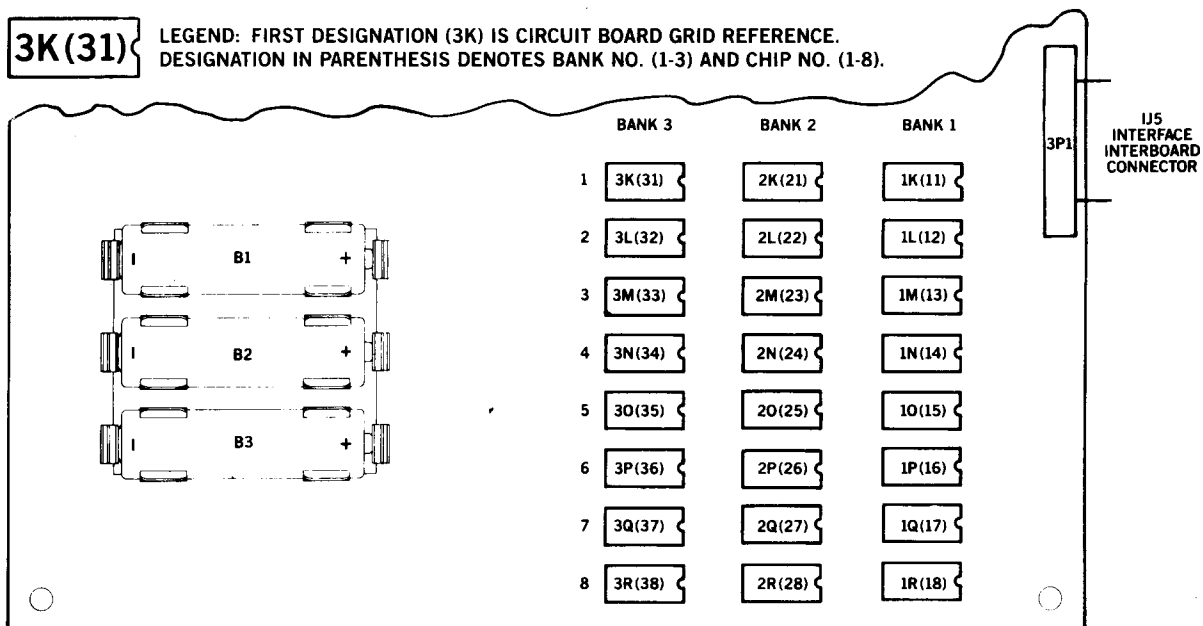 3K(31)
LEGEND: FIRST DESIGNATION (3K) IS CIRCUIT BOARD GRID REFERENCE.
DESIGNATION IN PARENTHESIS DENOTES BANK NO. (1-3) AND CHIP NO. (1-8).
BANK 3 BANK 2 BANK 1
3P1
IJ5
INTERFACE
INTERBOARD
CONNECTOR
1 3K(31) 2K(21) 1K(11)
2 3L(32) 2L(22) 1L(12)
3 3M(33) 2M(23) 1M(13)
4 3N(34) 2N(24) 1N(14)
5 3O(35) 2O(25) 1O(15)
6 3P(36) 2P(26) 1P(16)
7 3Q(37) 2Q(27) 1Q(17)
8 3R(38) 2R(28) 1R(18)
- B1 +
- B2 +
- B3 +